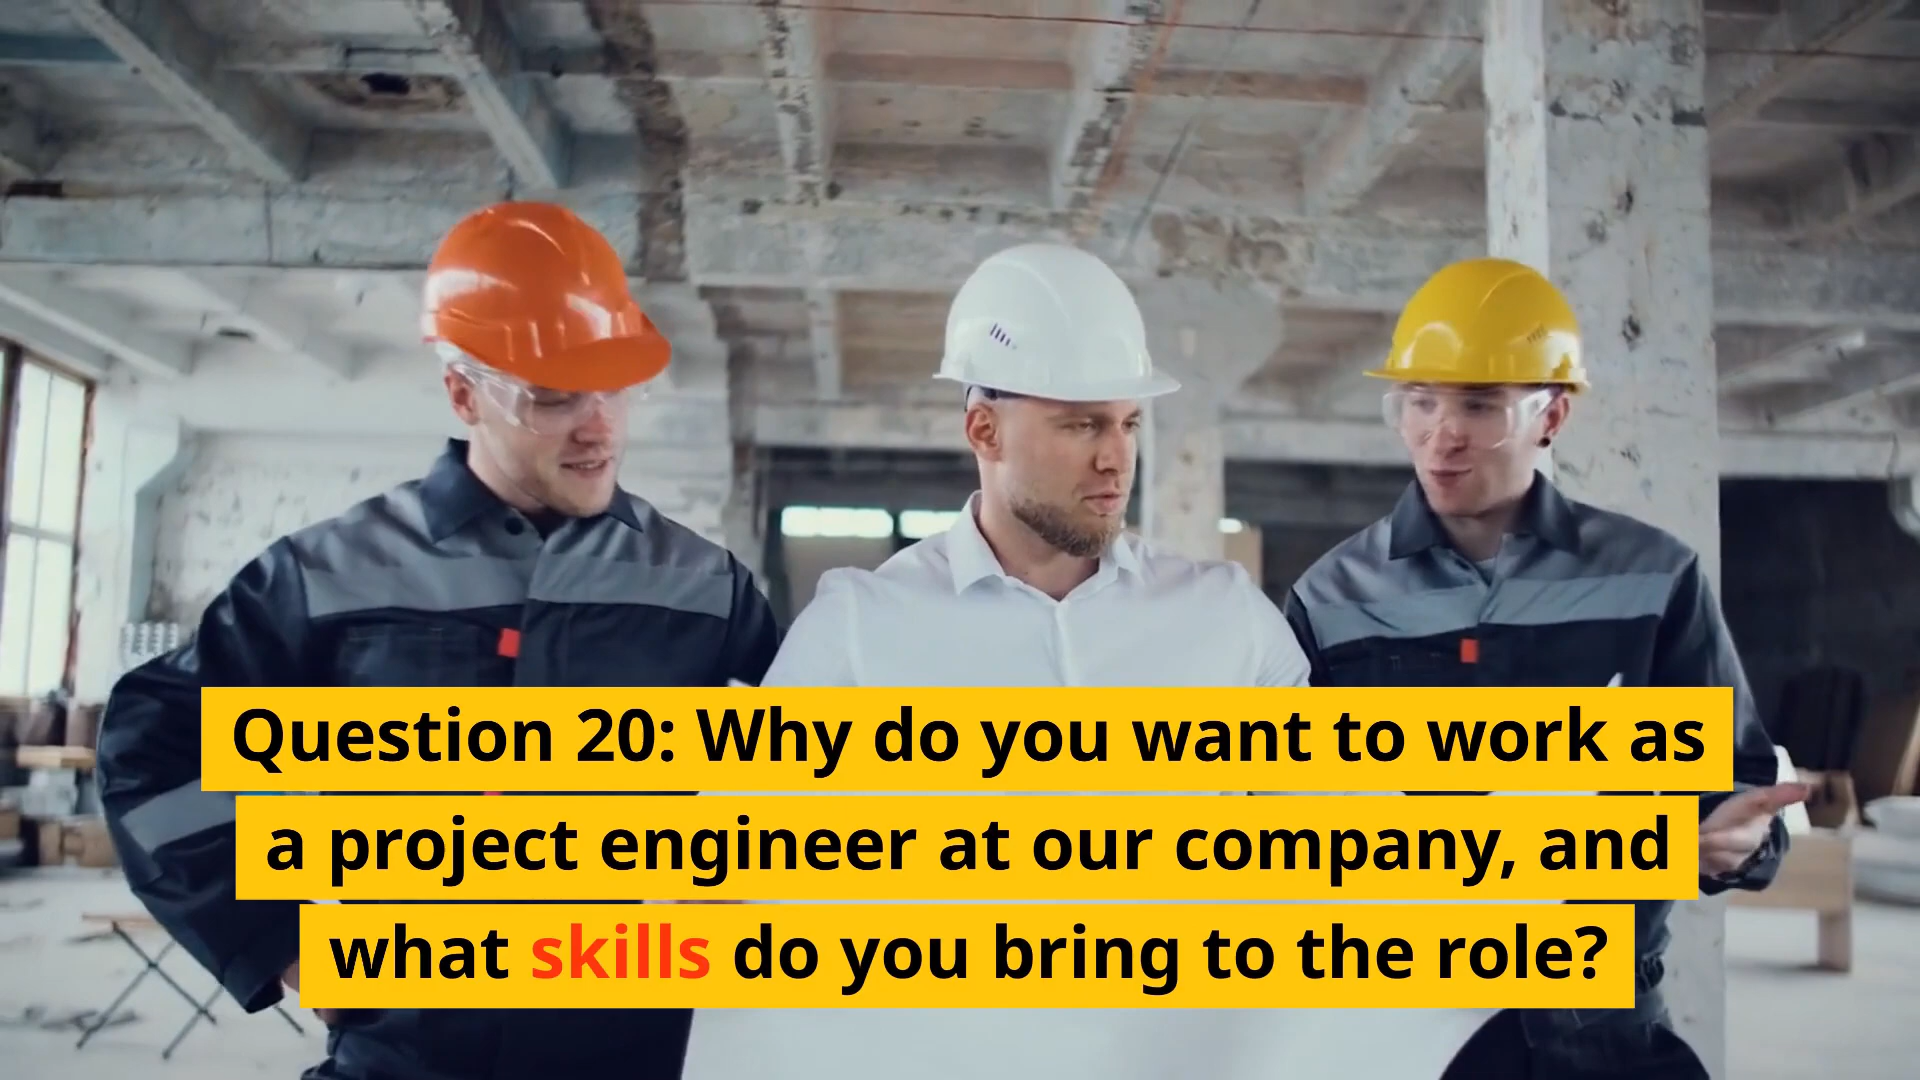 Question 20: Why do you want to work as
a project engineer at our company, and
what skills do you bring to the role?